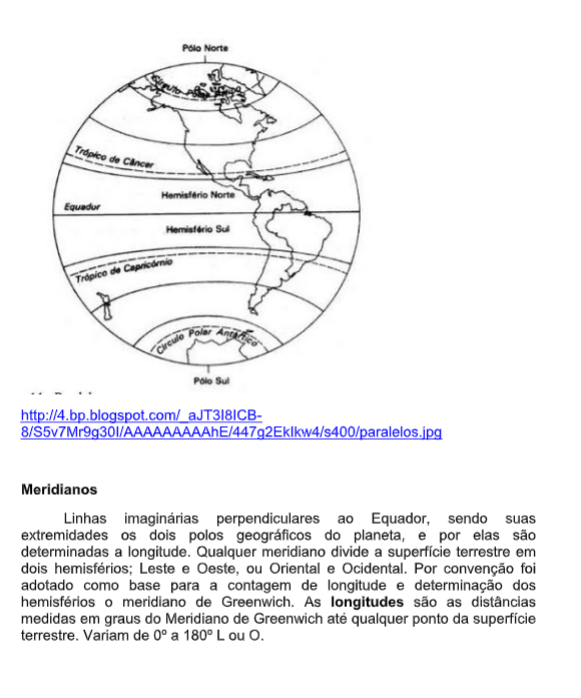 Pólo Norte
Círculo
Trópico de Câncer
Hemisfério Norte
Equador
Hemisfério Sul
Trópico de Capricórnio
Círculo Polar Antártico
Pólo Sul
http://4.bp.blogspot.com/_aJT3I8ICB-
8/S5v7Mr9g30I/AAAAAAAAAhE/447g2EkIkw4/s400/paralelos.jpg
Meridianos
Linhas imaginárias perpendiculares ao Equador, sendo suas
extremidades os dois polos geográficos do planeta, e por elas são
determinadas a longitude. Qualquer meridiano divide a superfície terrestre em
dois hemisférios; Leste e Oeste, ou Oriental e Ocidental. Por convenção foi
adotado como base para a contagem de longitude e determinação dos
hemisférios o meridiano de Greenwich. As longitudes são as distâncias
medidas em graus do Meridiano de Greenwich até qualquer ponto da superfície
terrestre. Variam de 0º a 180º L ou O.